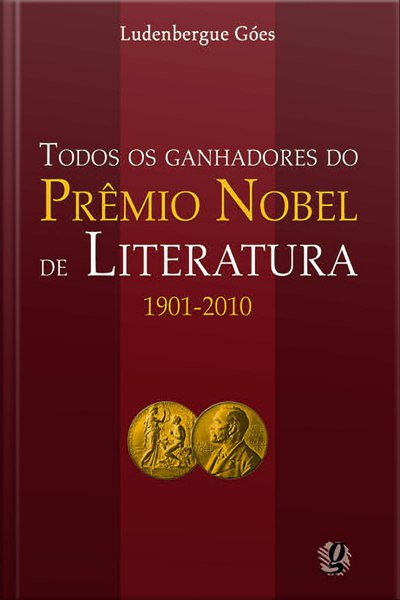 Ludenbergue Góes
TODOS OS GANHADORES DO
PRÊMIO NOBEL
DE LITERATURA
1901-2010
g